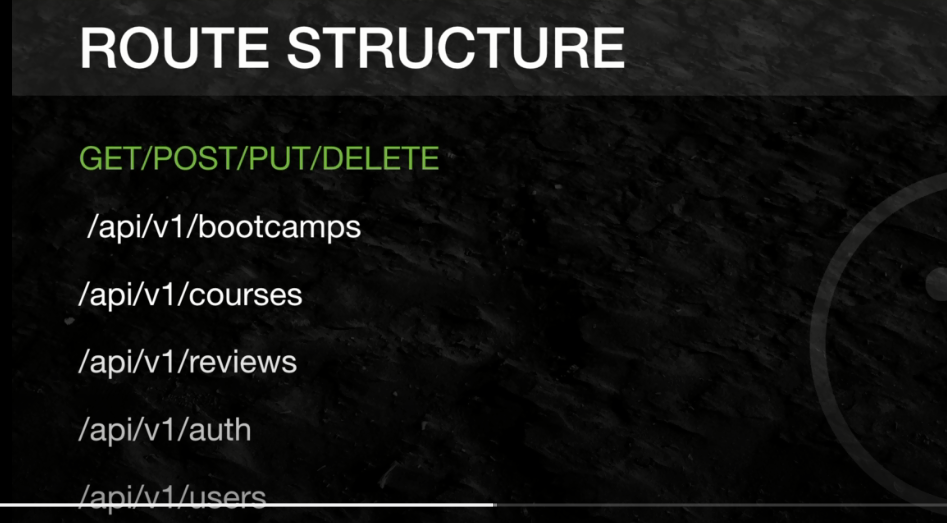 ROUTE STRUCTURE
GET/POST/PUT/DELETE
/api/v1/bootcamps
/api/v1/courses
/api/v1/reviews
/api/v1/auth
/api/v1/users